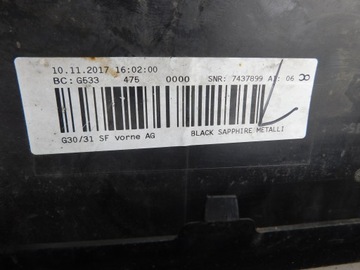 10.11.2017 16:02:00
BC: G533 475 0000 SNR: 7437899 AI: 06
G30/31 SF vorne AG BLACK SAPPHIRE METALLI